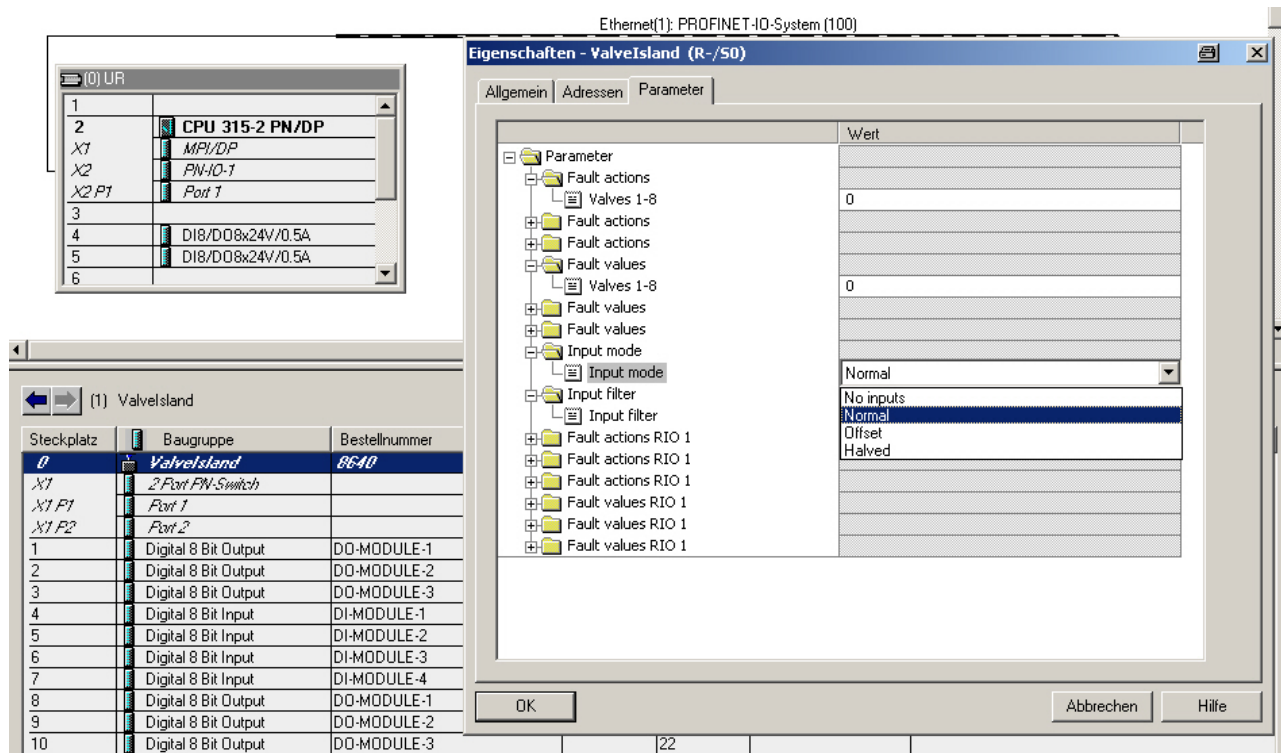 Ethernet(1): PROFINET-IO-System (100)
(0) UR
1
2 CPU 315-2 PN/DP
X1 MPI/DP
X2 PN-IO-1
X2 P1 Port 1
3
4 DI8/DO8x24V/0.5A
5 DI8/DO8x24V/0.5A
6
Eigenschaften - ValveIsland (R-/S0)
Allgemein Adressen Parameter
Wert
Parameter
Fault actions
Valves 1-8 0
Fault actions
Fault actions
Fault values
Valves 1-8 0
Fault values
Fault values
Input mode
Input mode Normal
Input filter No inputs
Normal
Input filter Offset
Fault actions RIO 1 Halved
Fault actions RIO 1
Fault actions RIO 1
Fault values RIO 1
Fault values RIO 1
Fault values RIO 1
OK Abbrechen Hilfe
(1) ValveIsland
Steckplatz Baugruppe Bestellnummer
0 ValveIsland 8640
X1 2 Port PN-Switch
X1 P1 Port 1
X1 P2 Port 2
1 Digital 8 Bit Output DO-MODULE-1
2 Digital 8 Bit Output DO-MODULE-2
3 Digital 8 Bit Output DO-MODULE-3
4 Digital 8 Bit Input DI-MODULE-1
5 Digital 8 Bit Input DI-MODULE-2
6 Digital 8 Bit Input DI-MODULE-3
7 Digital 8 Bit Input DI-MODULE-4
8 Digital 8 Bit Output DO-MODULE-1
9 Digital 8 Bit Output DO-MODULE-2
10 Digital 8 Bit Output DO-MODULE-3 22